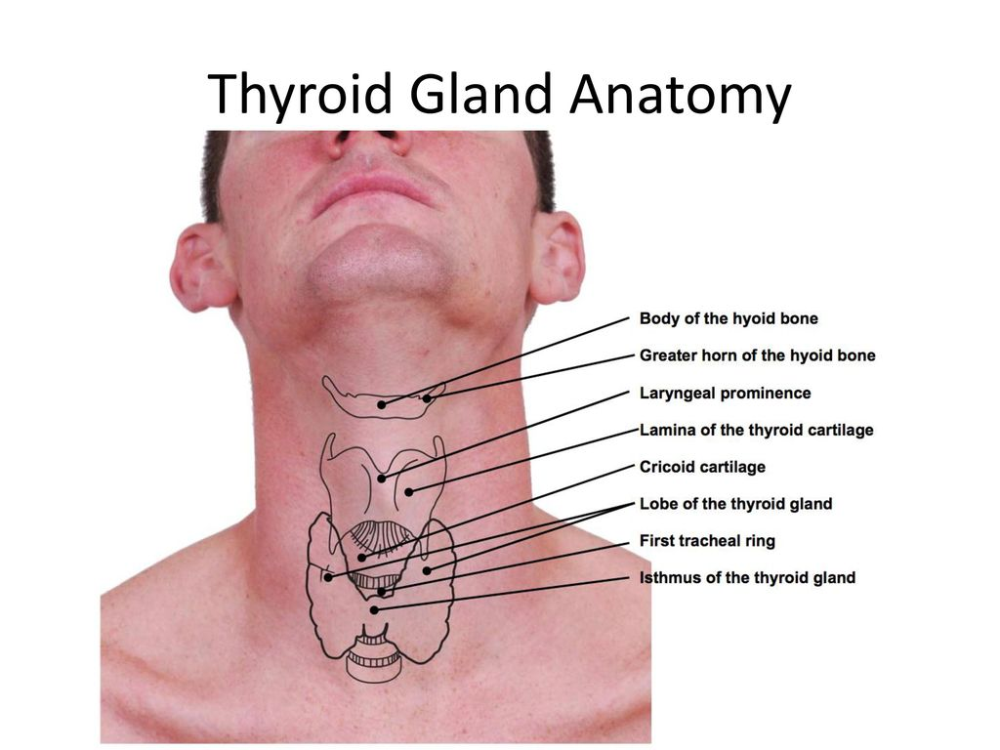 Thyroid Gland Anatomy
Body of the hyoid bone
Greater horn of the hyoid bone
Laryngeal prominence
Lamina of the thyroid cartilage
Cricoid cartilage
Lobe of the thyroid gland
First tracheal ring
Isthmus of the thyroid gland